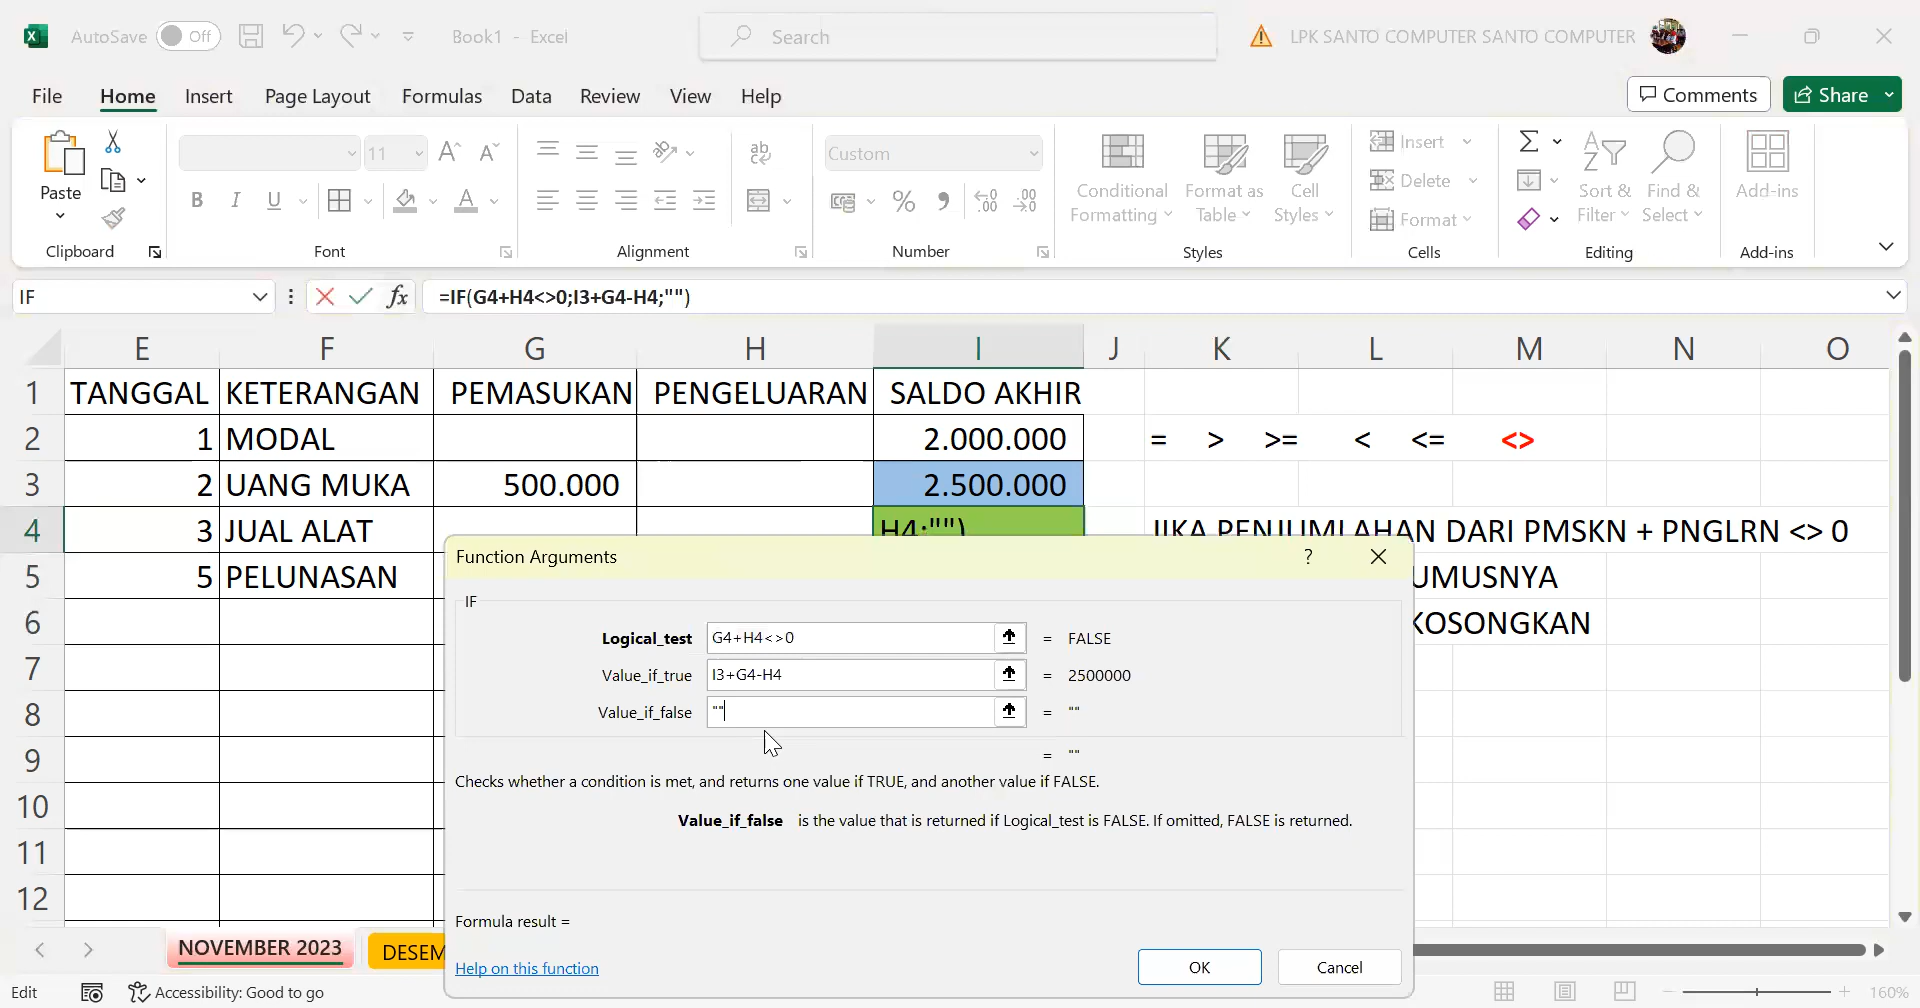 AutoSave Off Book1 - Excel Search LPK SANTO COMPUTER SANTO COMPUTER
File Home Insert Page Layout Formulas Data Review View Help Comments Share
Paste
11
Custom
Conditional Formatting
Format as Table
Cell Styles
Insert
Delete
Format
Sort & Filter
Find & Select
Add-ins
Clipboard Font Alignment Number Styles Cells Editing Add-ins
IF fx =IF(G4+H4<>0;I3+G4-H4;"")
E F G H I J K L M N O
1 TANGGAL KETERANGAN PEMASUKAN PENGELUARAN SALDO AKHIR
2 1 MODAL 2.000.000 = > >= < <= <>
3 2 UANG MUKA 500.000 2.500.000
4 3 JUAL ALAT H4;"") JIKA PENJUMLAHAN DARI PMSKN + PNGLRN <> 0
5 5 PELUNASAN UMUSNYA
6 KOSONGKAN
7
8
9
10
11
12
Function Arguments ?
IF
Logical_test G4+H4<>0 = FALSE
Value_if_true I3+G4-H4 = 2500000
Value_if_false "" = ""
= ""
Checks whether a condition is met, and returns one value if TRUE, and another value if FALSE.
Value_if_false is the value that is returned if Logical_test is FALSE. If omitted, FALSE is returned.
Formula result =
Help on this function OK Cancel
NOVEMBER 2023 DESEM
Edit Accessibility: Good to go 160%